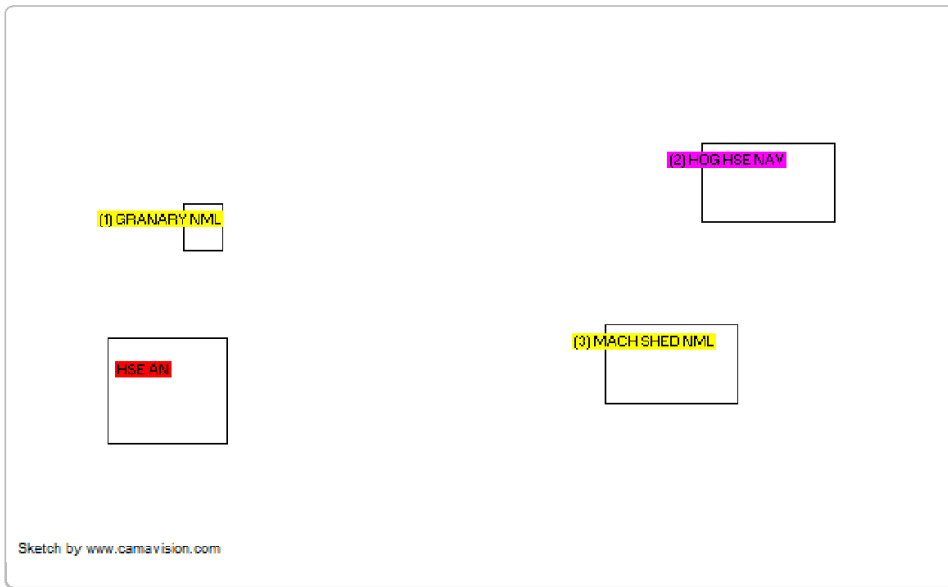 (2) HOG HSE NAV
(1) GRANARY NML
(3) MACH SHED NML
HSE AN
Sketch by www.camavision.com